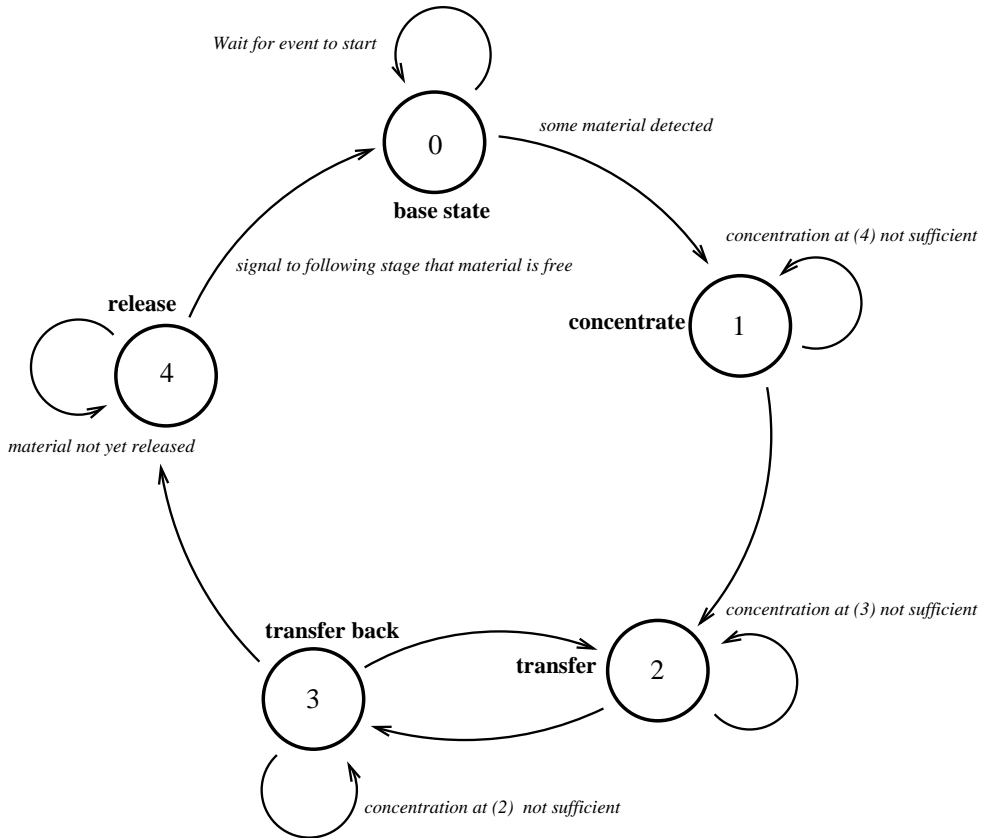 Wait for event to start
0
some material detected
base state
concentration at (4) not sufficient
signal to following stage that material is free
release
concentrate
1
4
material not yet released
concentration at (3) not sufficient
transfer back
transfer
2
3
concentration at (2) not sufficient